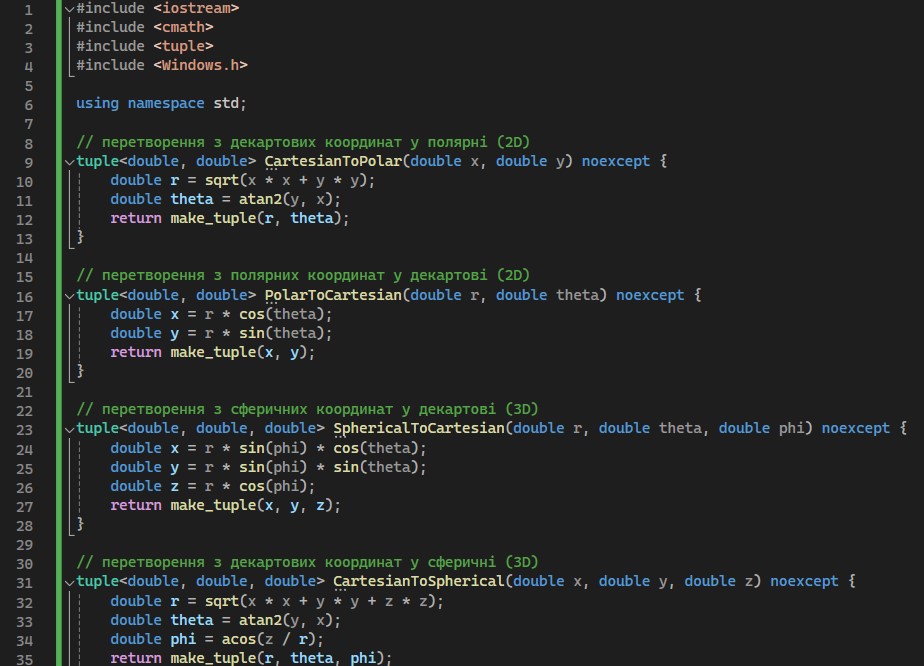 1 #include <iostream>
2 #include <cmath>
3 #include <tuple>
4 #include <Windows.h>
5
6 using namespace std;
7
8 // перетворення з декартових координат у полярні (2D)
9 tuple<double, double> CartesianToPolar(double x, double y) noexcept {
10     double r = sqrt(x * x + y * y);
11     double theta = atan2(y, x);
12     return make_tuple(r, theta);
13 }
14
15 // перетворення з полярних координат у декартові (2D)
16 tuple<double, double> PolarToCartesian(double r, double theta) noexcept {
17     double x = r * cos(theta);
18     double y = r * sin(theta);
19     return make_tuple(x, y);
20 }
21
22 // перетворення з сферичних координат у декартові (3D)
23 tuple<double, double, double> SphericalToCartesian(double r, double theta, double phi) noexcept {
24     double x = r * sin(phi) * cos(theta);
25     double y = r * sin(phi) * sin(theta);
26     double z = r * cos(phi);
27     return make_tuple(x, y, z);
28 }
29
30 // перетворення з декартових координат у сферичні (3D)
31 tuple<double, double, double> CartesianToSpherical(double x, double y, double z) noexcept {
32     double r = sqrt(x * x + y * y + z * z);
33     double theta = atan2(y, x);
34     double phi = acos(z / r);
35     return make_tuple(r, theta, phi);